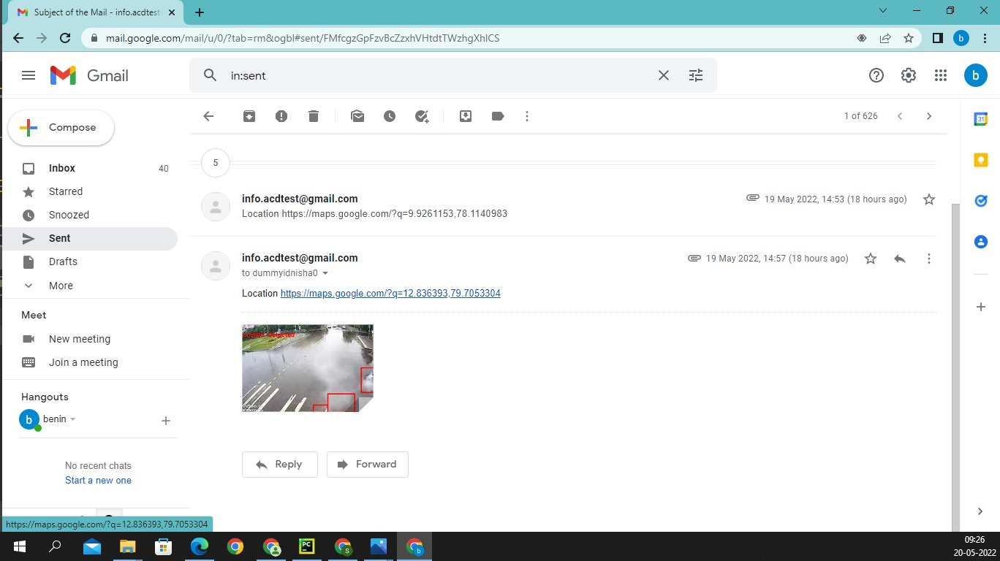 Subject of the Mail - info.acdtest
mail.google.com/mail/u/0/?tab=rm&ogbl#sent/FMfcgzGpFzvBcZzxhVHtdtTWzhgXhlCS
b
Gmail
in:sent
b
Compose
1 of 626
31
5
Inbox 40
Starred
Snoozed
Sent
Drafts
More
info.acdtest@gmail.com
19 May 2022, 14:53 (18 hours ago)
Location https://maps.google.com/?q=9.9261153,78.1140983
info.acdtest@gmail.com
19 May 2022, 14:57 (18 hours ago)
to dummyidnisha0
Location https://maps.google.com/?q=12.836393,79.7053304
Detected
Meet
New meeting
Join a meeting
Hangouts
b benin
No recent chats
Start a new one
Reply
Forward
https://maps.google.com/?q=12.836393,79.7053304
PC
S
b
09:26
20-05-2022